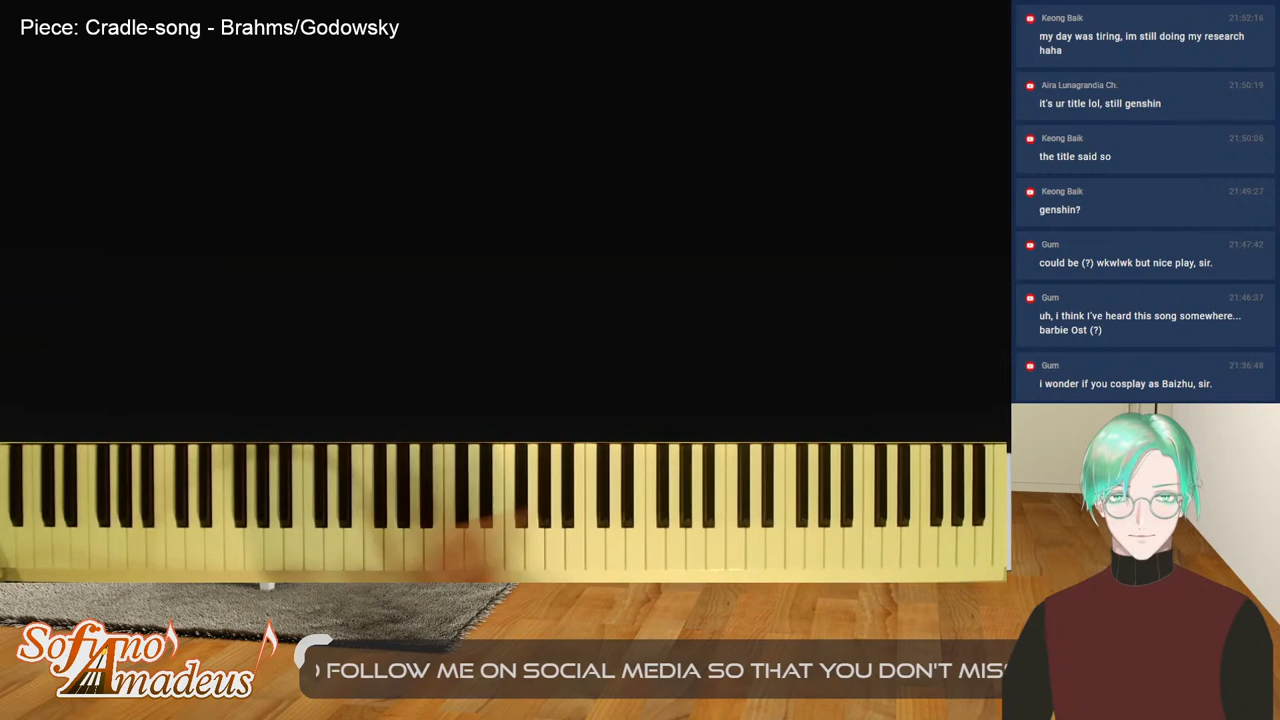 Piece: Cradle-song - Brahms/Godowsky
Keong Baik 21:52:16
my day was tiring, im still doing my research
haha
Aira Lunagrandia Ch. 21:50:19
it's ur title lol, still genshin
Keong Baik 21:50:06
the title said so
Keong Baik 21:49:27
genshin?
Gum 21:47:42
could be (?) wkwlwk but nice play, sir.
Gum 21:46:37
uh, i think I've heard this song somewhere...
barbie Ost (?)
Gum 21:36:48
i wonder if you cosplay as Baizhu, sir.
Sofiano
Amadeus
FOLLOW ME ON SOCIAL MEDIA SO THAT YOU DON'T MIS